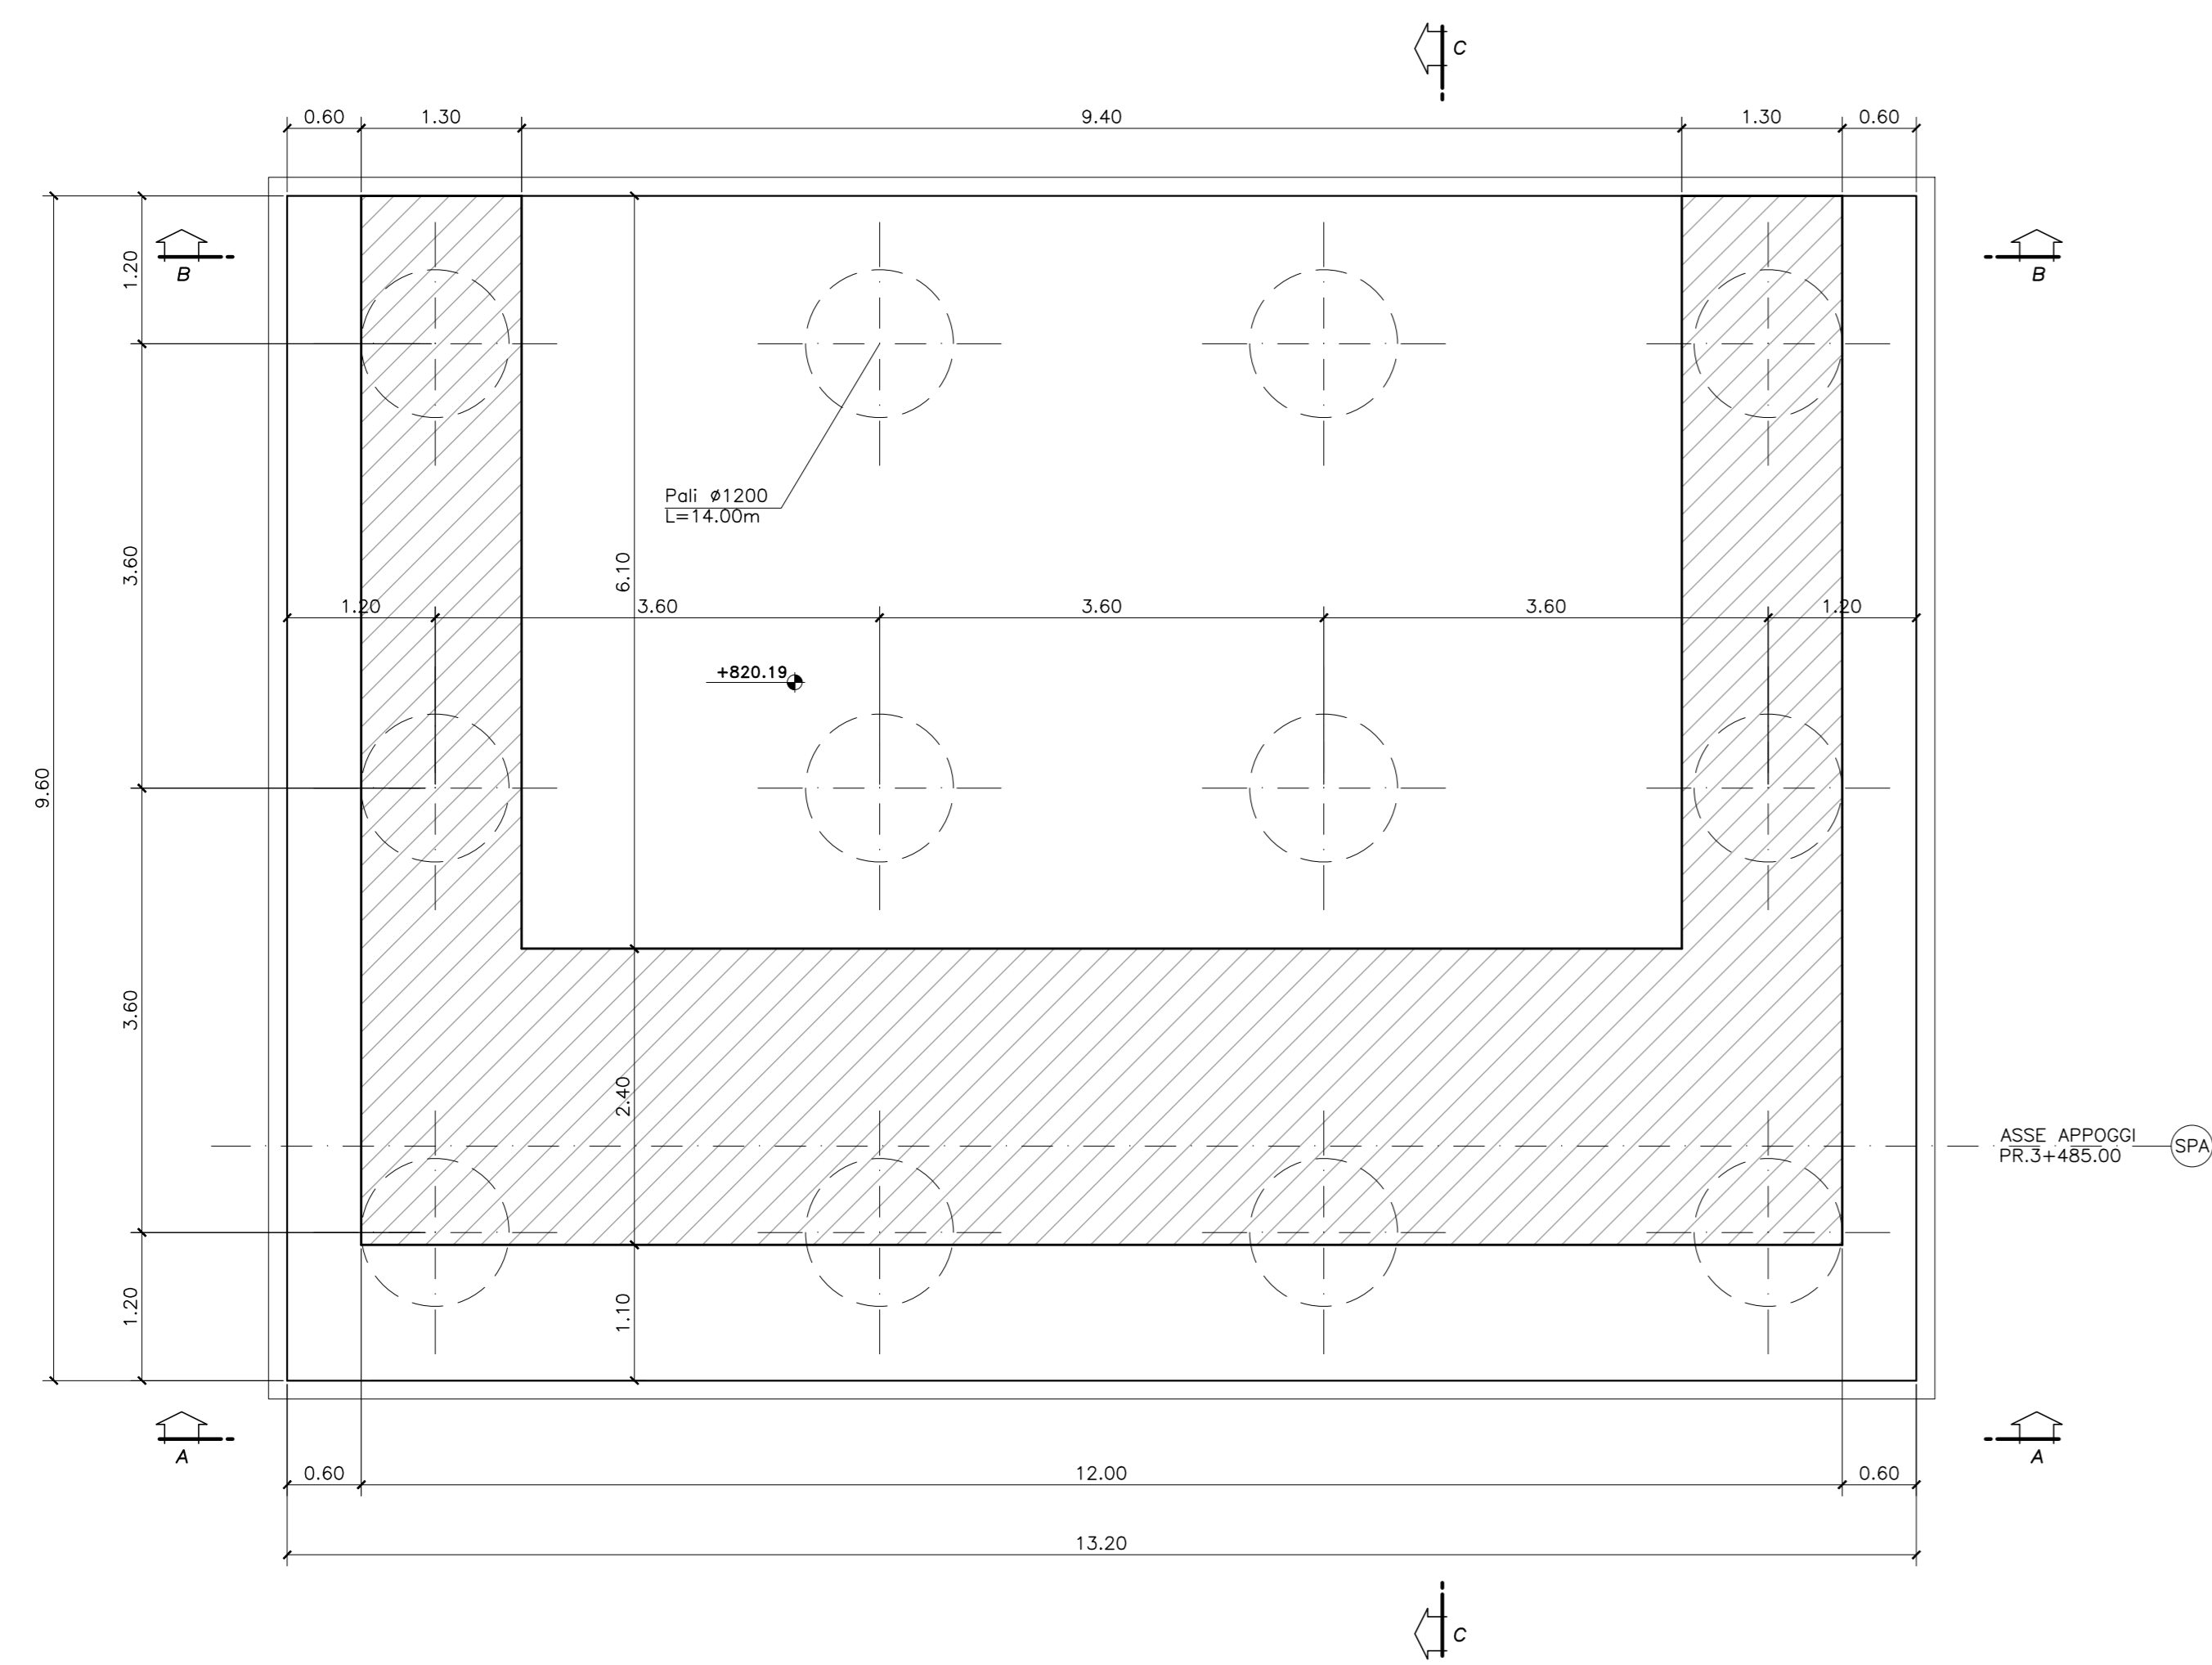 C
0.60 1.30 9.40 1.30 0.60
1.20
B B
Pali ø1200
L=14.00m
3.60
6.10
1.20 3.60 3.60 3.60 1.20
+820.19
9.60
3.60
2.40
ASSE APPOGGI
PR.3+485.00
SPA
1.20
1.10
A A
0.60 12.00 0.60
13.20
C